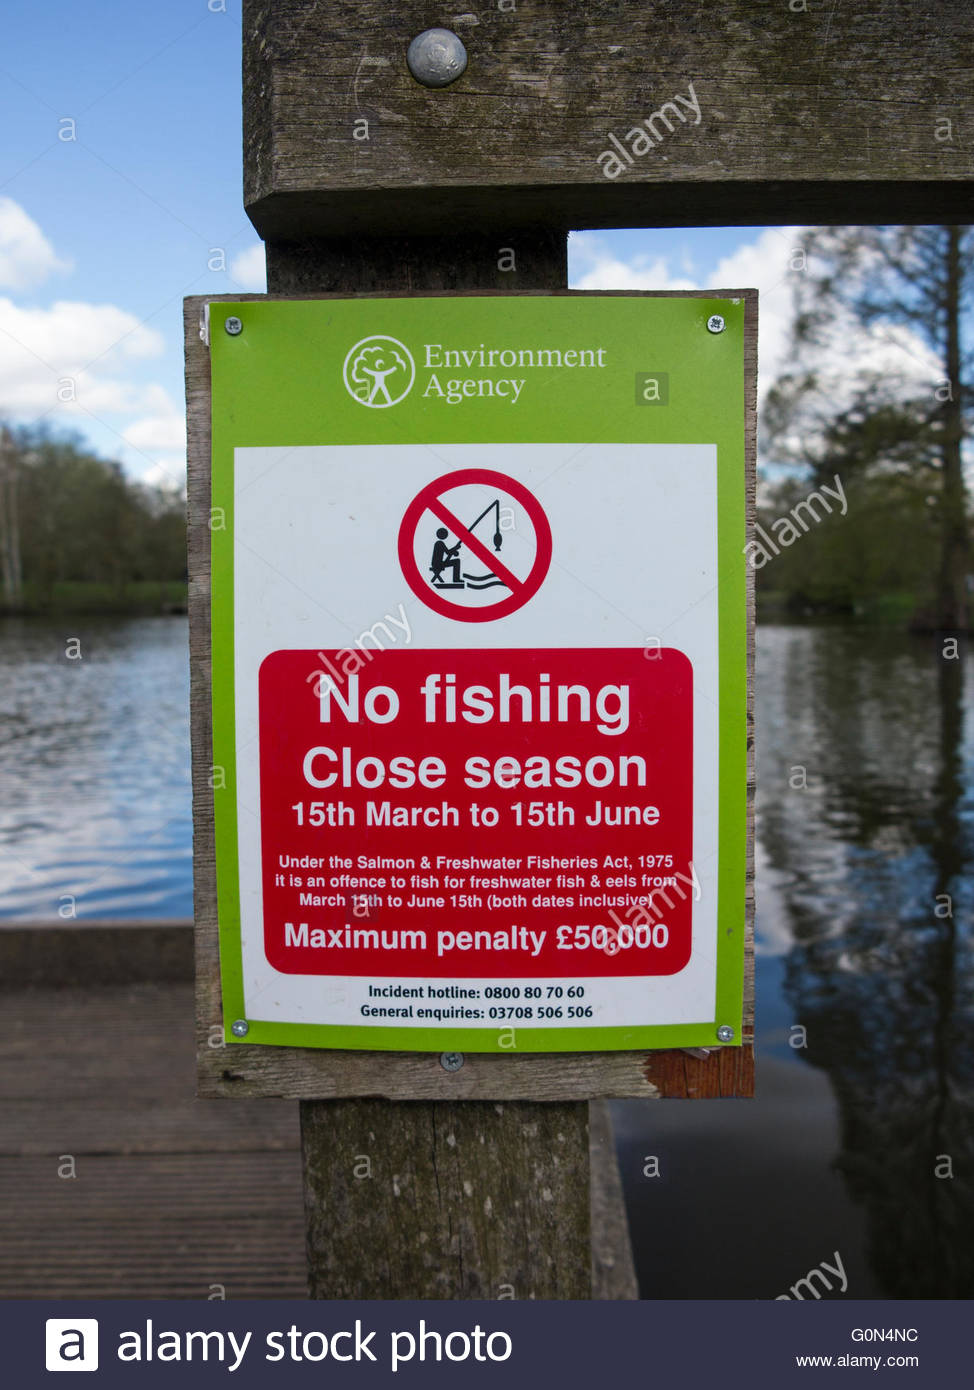 Environment
Agency
No fishing
Close season
15th March to 15th June
Under the Salmon & Freshwater Fisheries Act, 1975
it is an offence to fish for freshwater fish & eels from
March 15th to June 15th (both dates inclusive)
Maximum penalty £50,000
Incident hotline: 0800 80 70 60
General enquiries: 03708 506 506
a alamy stock photo
G0N4NC
www.alamy.com